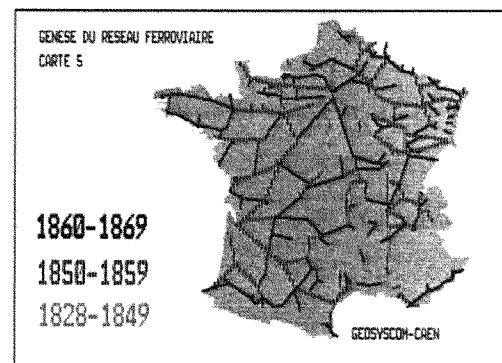 GENESE DU RESEAU FERROVIAIRE
CARTE 5
1860-1869
1850-1859
1828-1849
GEOSYSCOM-CAEN